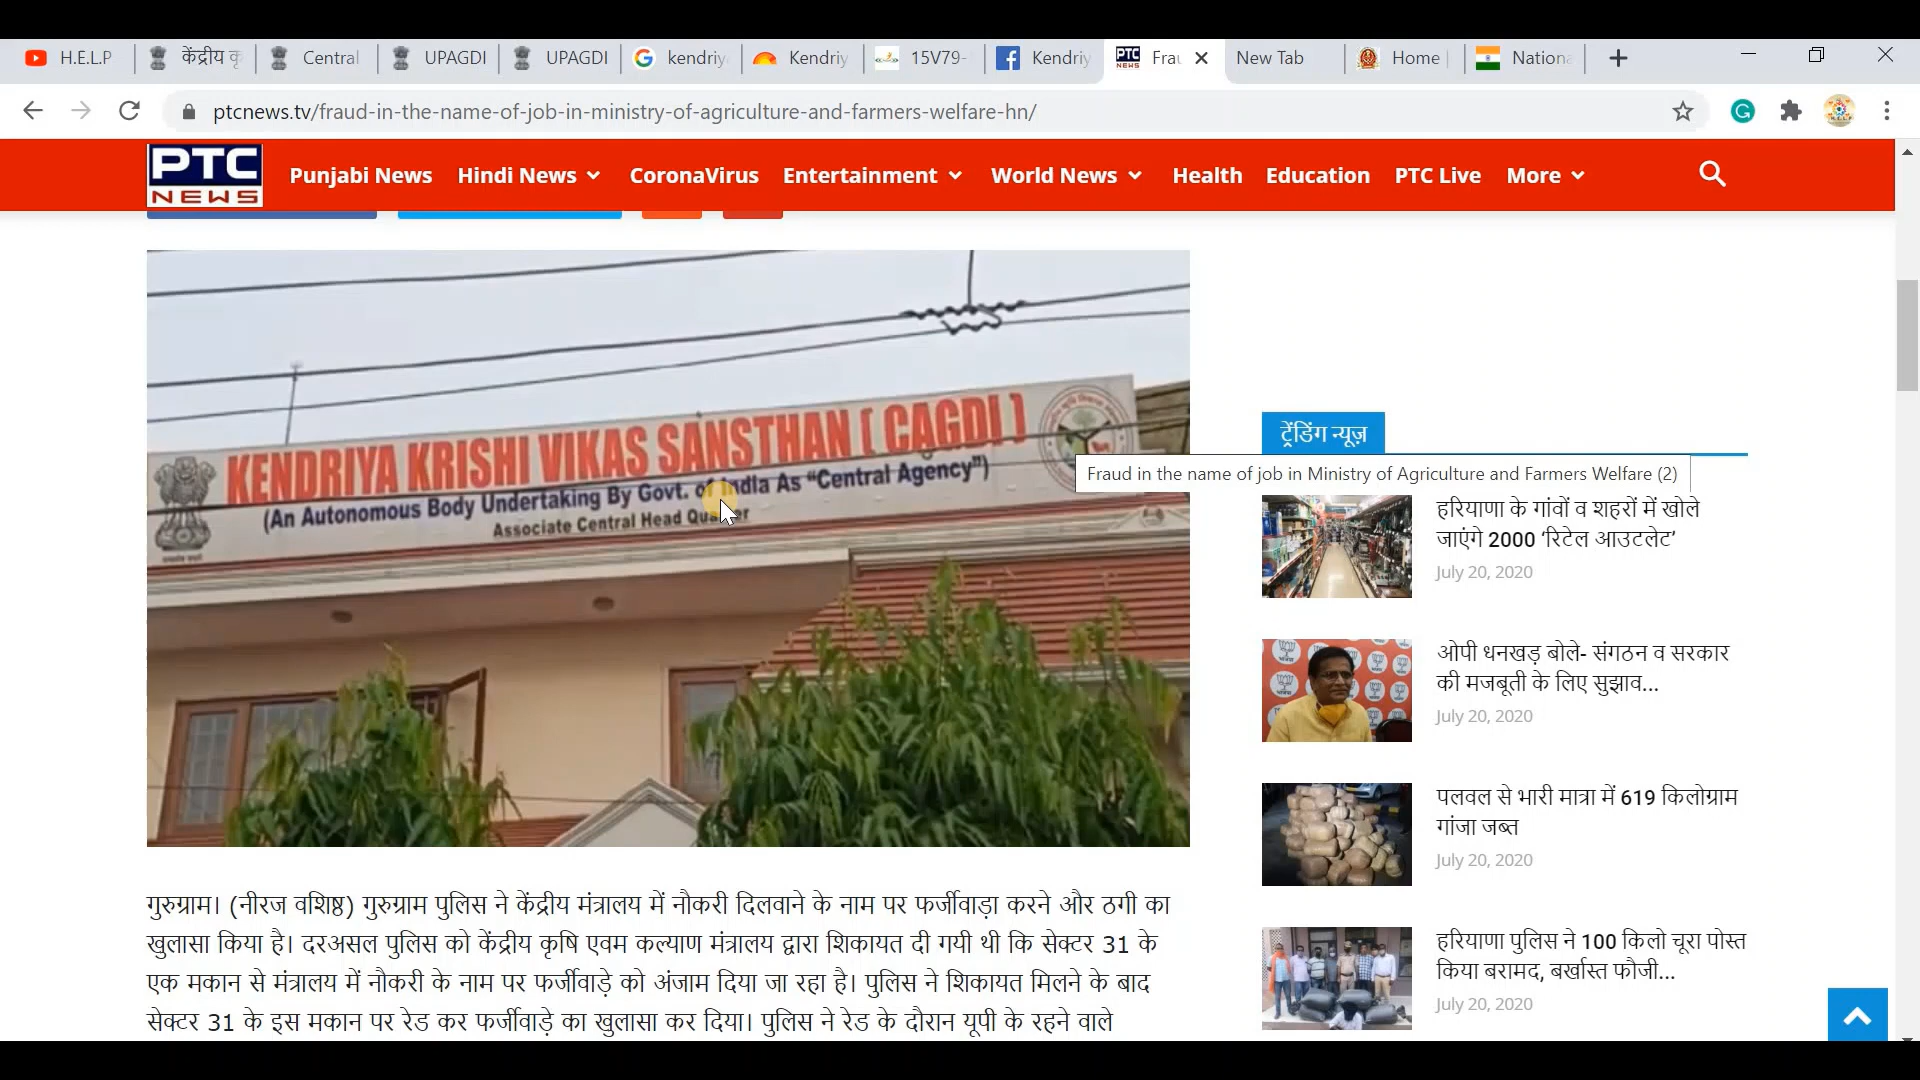 H.E.L.P
केंद्रीय कृ
Central
UPAGDI
UPAGDI
kendriy
Kendriy
15V79-
Kendriy
PTC NEWS
Frau
New Tab
Home
Nationa
ptcnews.tv/fraud-in-the-name-of-job-in-ministry-of-agriculture-and-farmers-welfare-hn/
PTC
NEWS
Punjabi News
Hindi News
CoronaVirus
Entertainment
World News
Health
Education
PTC Live
More
KENDRIYA KRISHI VIKAS SANSTHAN [ CAGDI ]
(An Autonomous Body Undertaking By Govt. of India As "Central Agency")
Associate Central Head Quarter
गुरुग्राम। (नीरज वशिष्ठ) गुरुग्राम पुलिस ने केंद्रीय मंत्रालय में नौकरी दिलवाने के नाम पर फर्जीवाड़ा करने और ठगी का
खुलासा किया है। दरअसल पुलिस को केंद्रीय कृषि एवम कल्याण मंत्रालय द्वारा शिकायत दी गयी थी कि सेक्टर 31 के
एक मकान से मंत्रालय में नौकरी के नाम पर फर्जीवाड़े को अंजाम दिया जा रहा है। पुलिस ने शिकायत मिलने के बाद
सेक्टर 31 के इस मकान पर रेड कर फर्जीवाड़े का खुलासा कर दिया। पुलिस ने रेड के दौरान यूपी के रहने वाले
ट्रेंडिंग न्यूज़
Fraud in the name of job in Ministry of Agriculture and Farmers Welfare (2)
हरियाणा के गांवों व शहरों में खोले
जाएंगे 2000 ‘रिटेल आउटलेट’
July 20, 2020
ओपी धनखड़ बोले- संगठन व सरकार
की मजबूती के लिए सुझाव...
July 20, 2020
पलवल से भारी मात्रा में 619 किलोग्राम
गांजा जब्त
July 20, 2020
हरियाणा पुलिस ने 100 किलो चूरा पोस्त
किया बरामद, बर्खास्त फौजी...
July 20, 2020